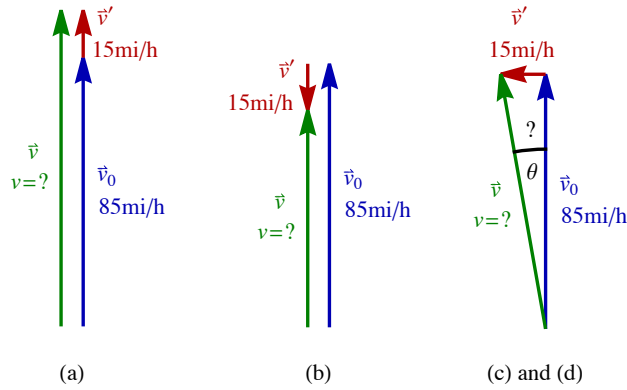 v⃗′
15mi/h
v⃗
v=?
v⃗₀
85mi/h
(a)
v⃗′
15mi/h
v⃗
v=?
v⃗₀
85mi/h
(b)
v⃗′
15mi/h
?
θ
v⃗
v=?
v⃗₀
85mi/h
(c) and (d)